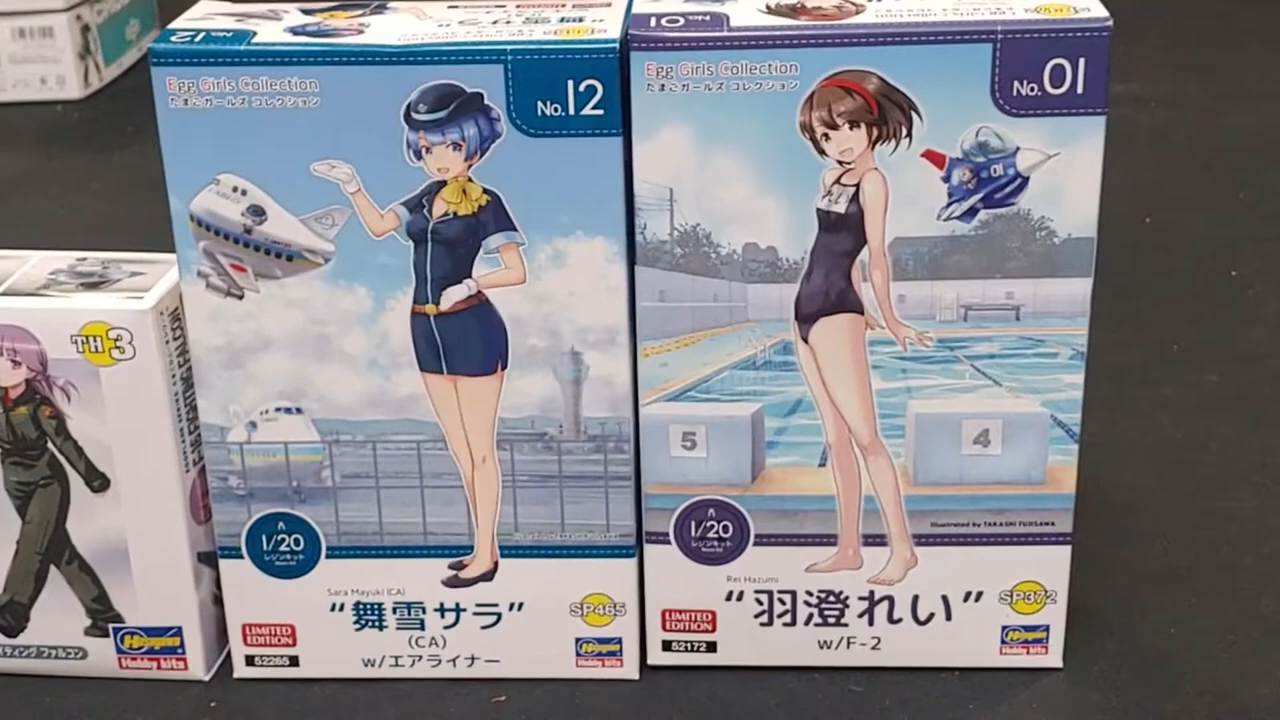 No.12
Egg Girls Collection
たまごガールズ コレクション
1/20
レジンキット
Sara Mayuki (CA)
“舞雪サラ”
(CA)
w/エアライナー
LIMITED
EDITION
52265
SP465
Hasegawa
Hobby kits
No.01
Egg Girls Collection
たまごガールズ コレクション
01
れい
5
4
Illustrated by TAKASHI FUJISAWA
1/20
レジンキット
Rei Hazumi
“羽澄れい”
w/F-2
LIMITED
EDITION
52172
SP372
Hasegawa
Hobby kits
TH3
Hasegawa
Hobby kits